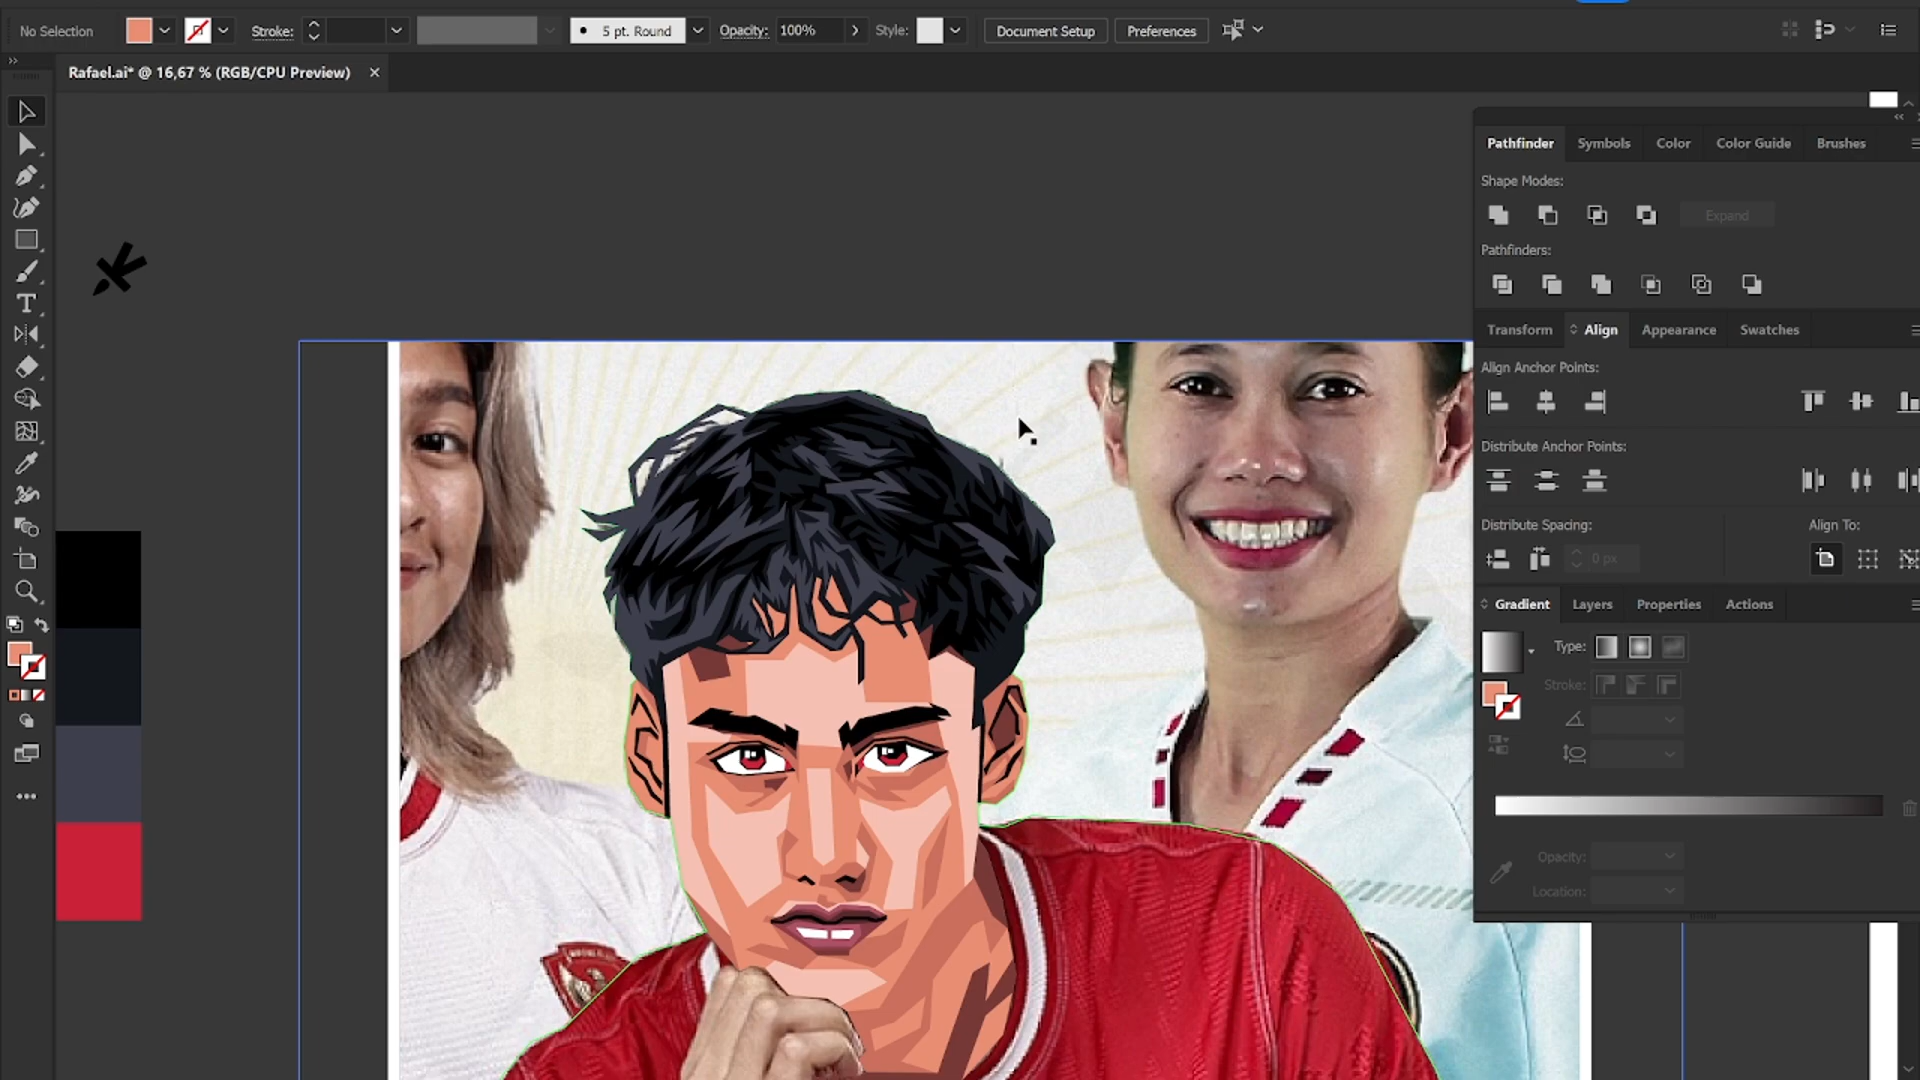 No Selection Stroke: 5 pt. Round Opacity: 100% Style: Document Setup Preferences
Rafael.ai* @ 16,67 % (RGB/CPU Preview)
Pathfinder Symbols Color Color Guide Brushes
Shape Modes:
Expand
Pathfinders:
Transform Align Appearance Swatches
Align Anchor Points:
Distribute Anchor Points:
Distribute Spacing: Align To:
0 px
Gradient Layers Properties Actions
Type:
Stroke:
Opacity:
Location: